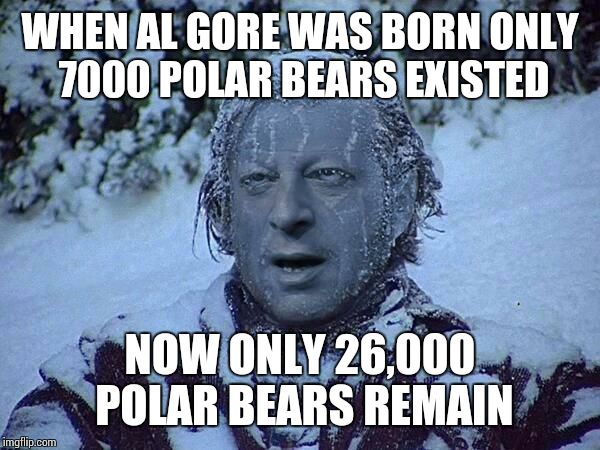 WHEN AL GORE WAS BORN ONLY
7000 POLAR BEARS EXISTED
NOW ONLY 26,000
POLAR BEARS REMAIN
imgflip.com